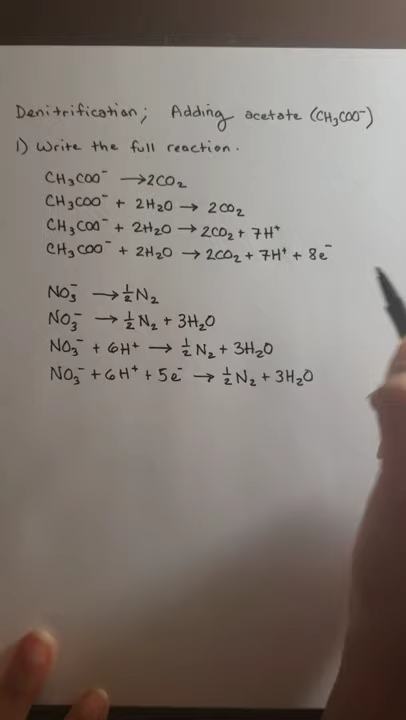 Denitrification; Adding acetate (CH₃COO⁻)
1) Write the full reaction.
CH₃COO⁻ → 2CO₂
CH₃COO⁻ + 2H₂O → 2CO₂
CH₃COO⁻ + 2H₂O → 2CO₂ + 7H⁺
CH₃COO⁻ + 2H₂O → 2CO₂ + 7H⁺ + 8e⁻
NO₃⁻ → ½N₂
NO₃⁻ → ½N₂ + 3H₂O
NO₃⁻ + 6H⁺ → ½N₂ + 3H₂O
NO₃⁻ + 6H⁺ + 5e⁻ → ½N₂ + 3H₂O